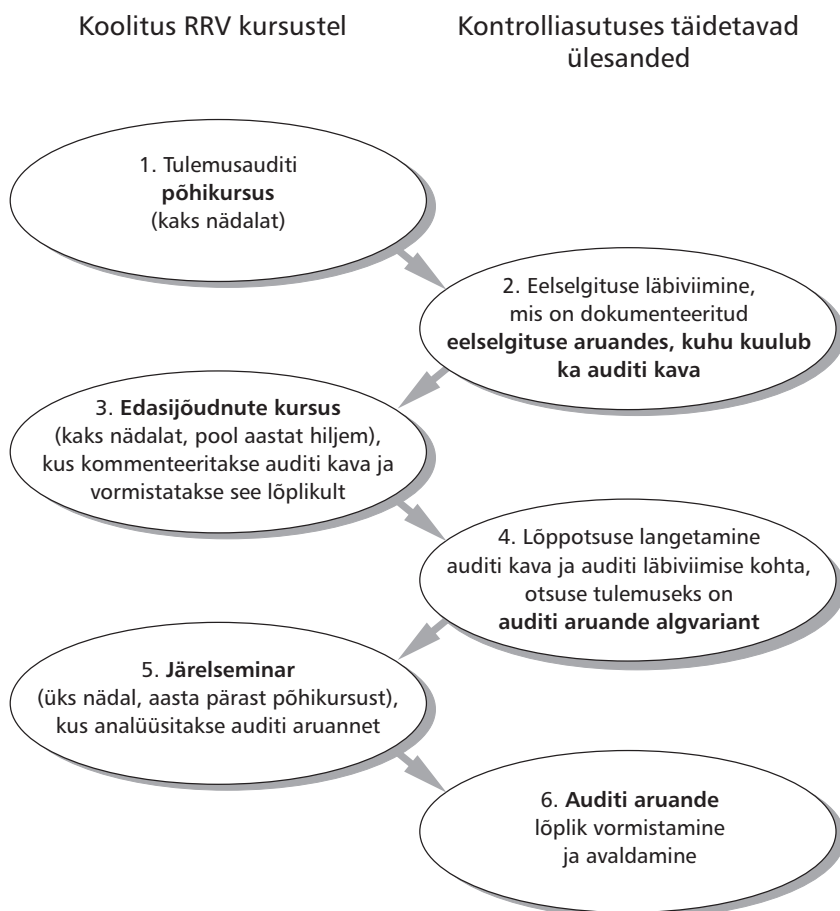 Koolitus RRV kursustel
Kontrolliasutuses täidetavad
ülesanded
1. Tulemusauditi
põhikursus
(kaks nädalat)
2. Eelselgituse läbiviimine,
mis on dokumenteeritud
eelselgituse aruandes, kuhu kuulub
ka auditi kava
3. Edasijõudnute kursus
(kaks nädalat, pool aastat hiljem),
kus kommenteeritakse auditi kava ja
vormistatakse see lõplikult
4. Lõppotsuse langetamine
auditi kava ja auditi läbiviimise kohta,
otsuse tulemuseks on
auditi aruande algvariant
5. Järelseminar
(üks nädal, aasta pärast põhikursust),
kus analüüsitakse auditi aruannet
6. Auditi aruande
lõplik vormistamine
ja avaldamine